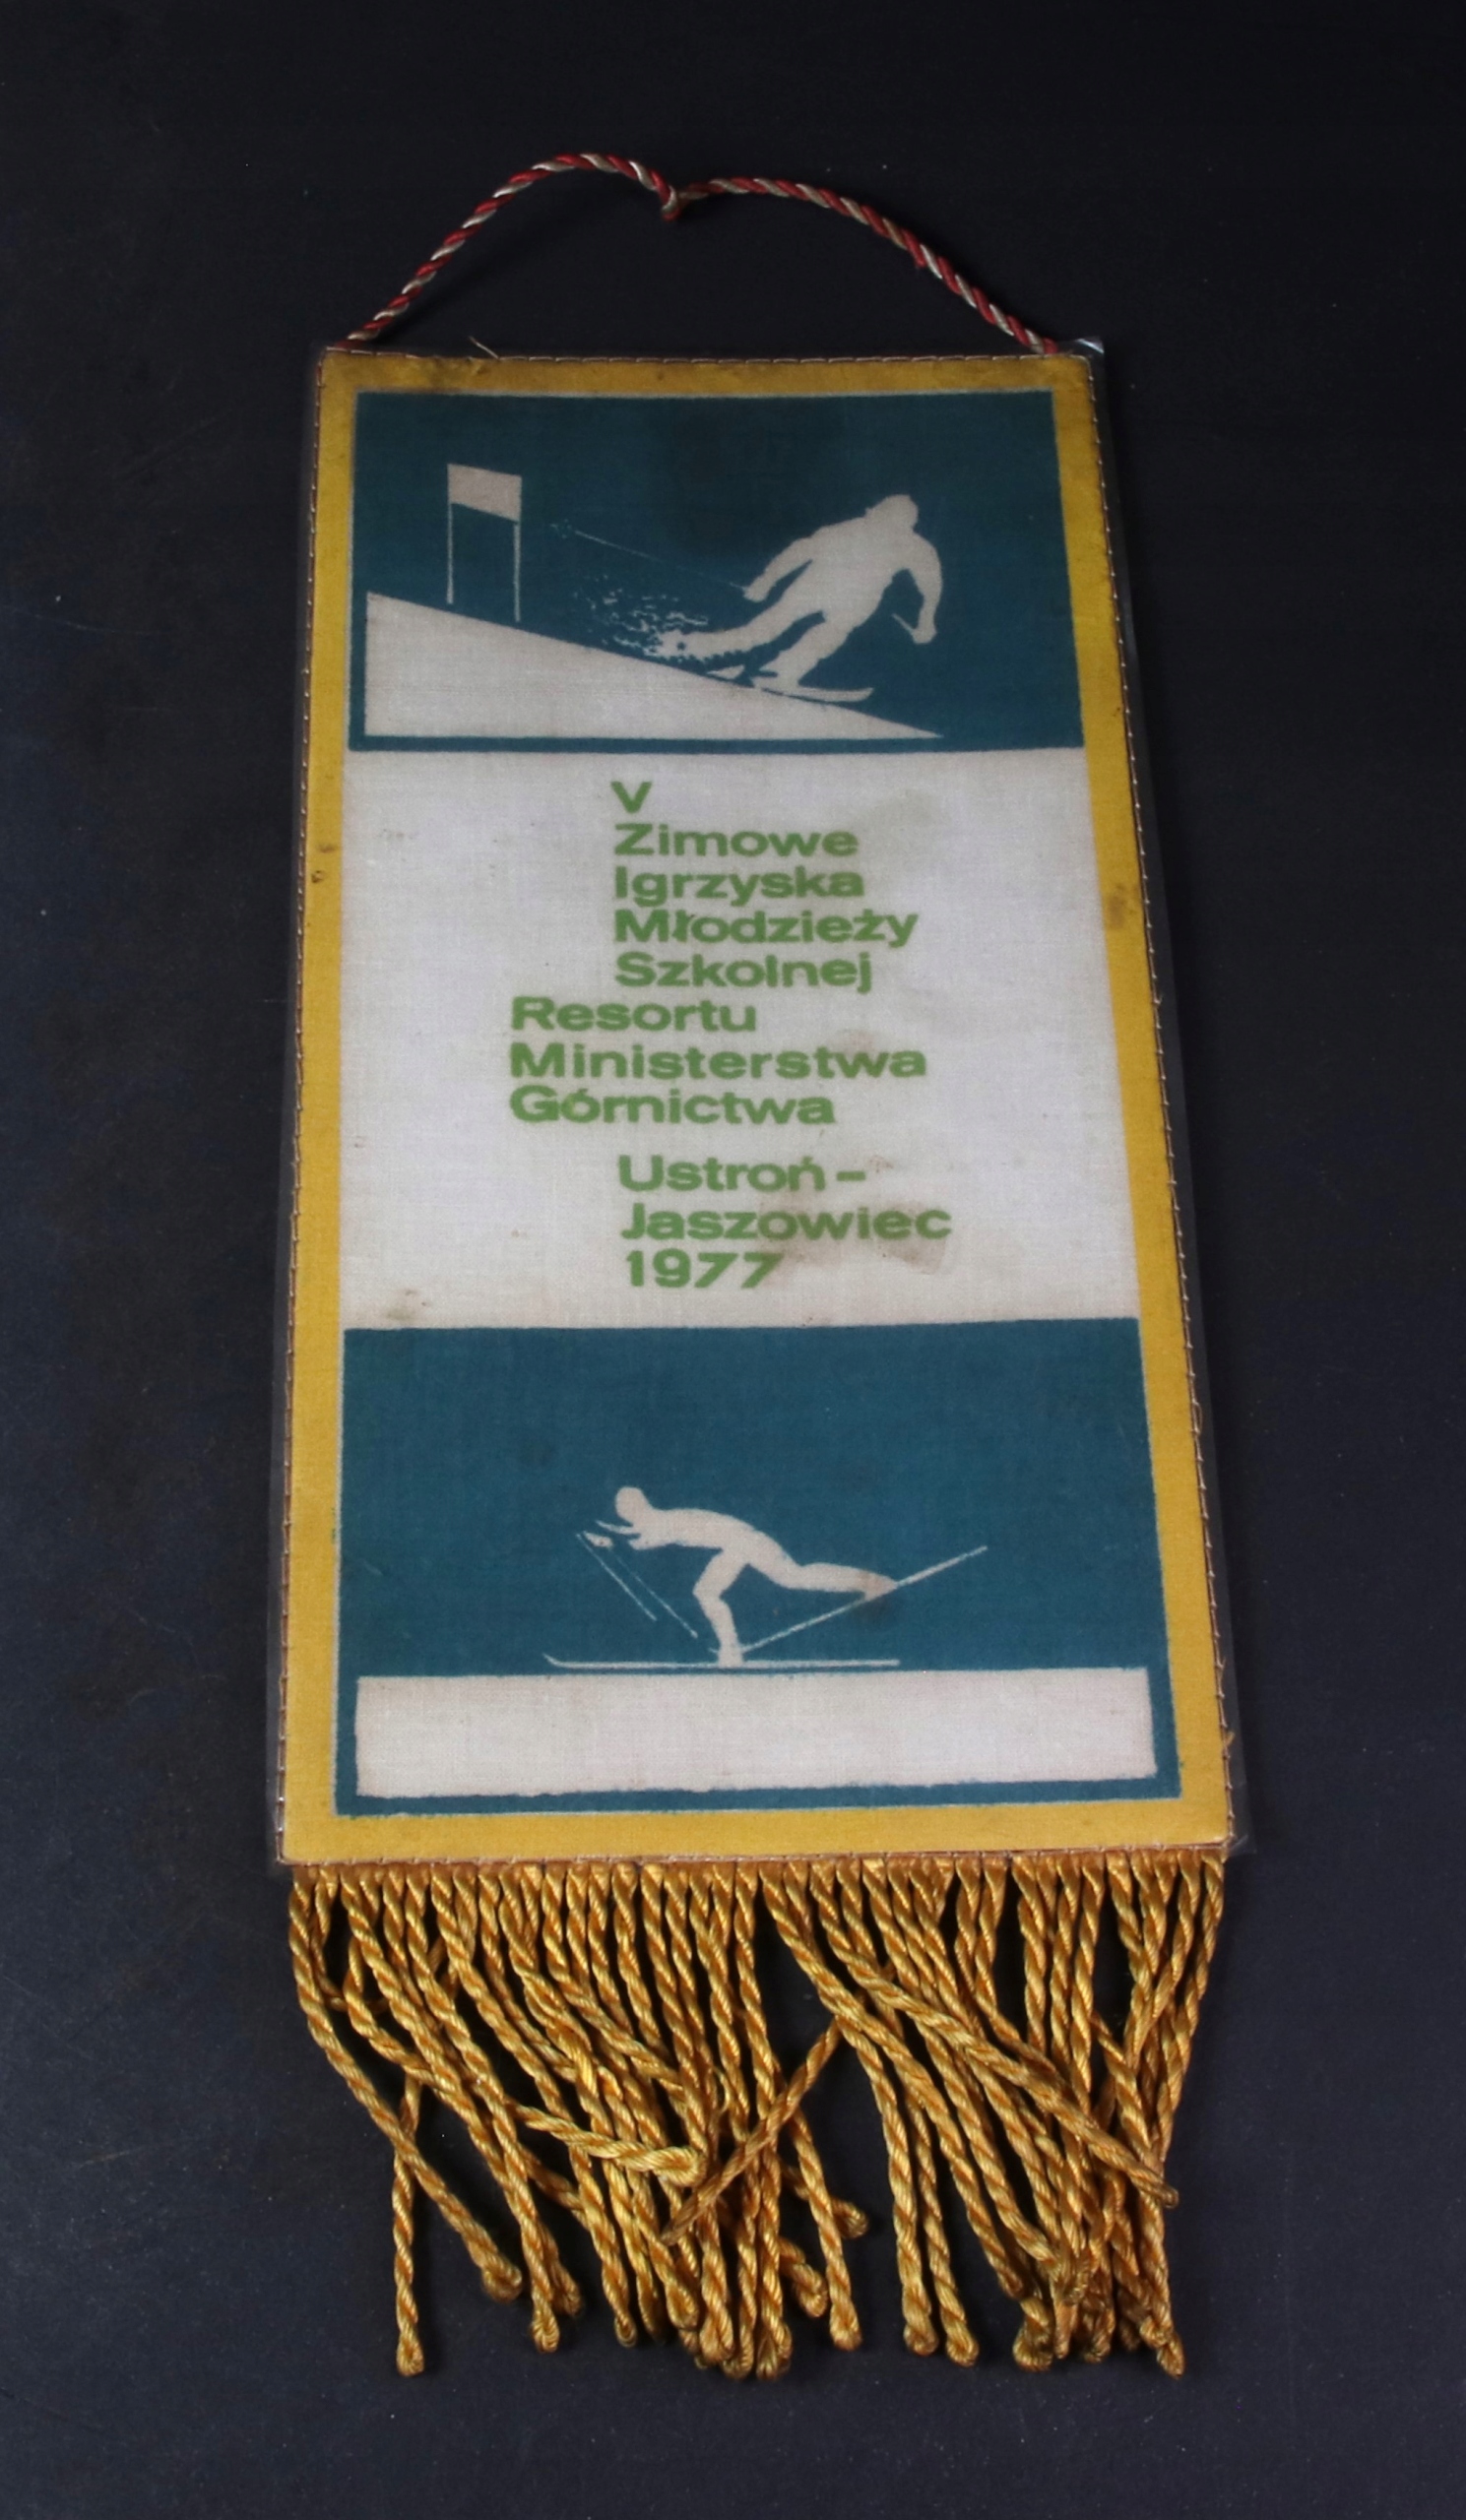 V
Zimowe
Igrzyska
Młodzieży
Szkolnej
Resortu
Ministerstwa
Górnictwa
Ustroń-
Jaszowiec
1977